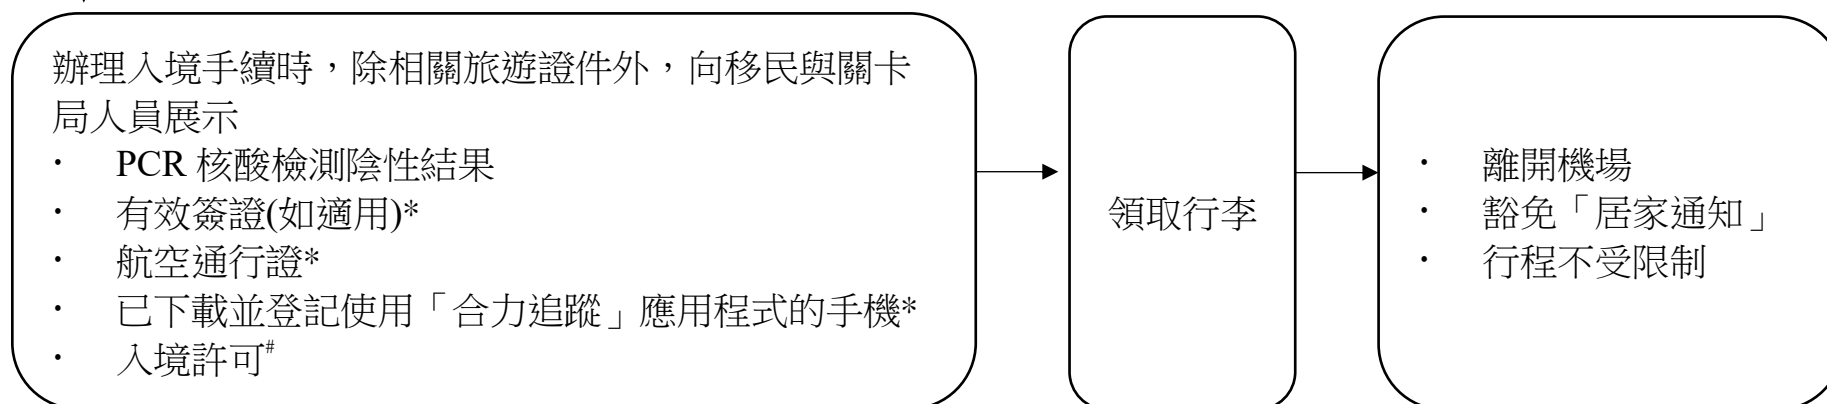 辦理入境手續時，除相關旅遊證件外，向移民與關卡
局人員展示
· PCR 核酸檢測陰性結果
· 有效簽證(如適用)*
· 航空通行證*
· 已下載並登記使用「合力追蹤」應用程式的手機*
· 入境許可#
領取行李
· 離開機場
· 豁免「居家通知」
· 行程不受限制